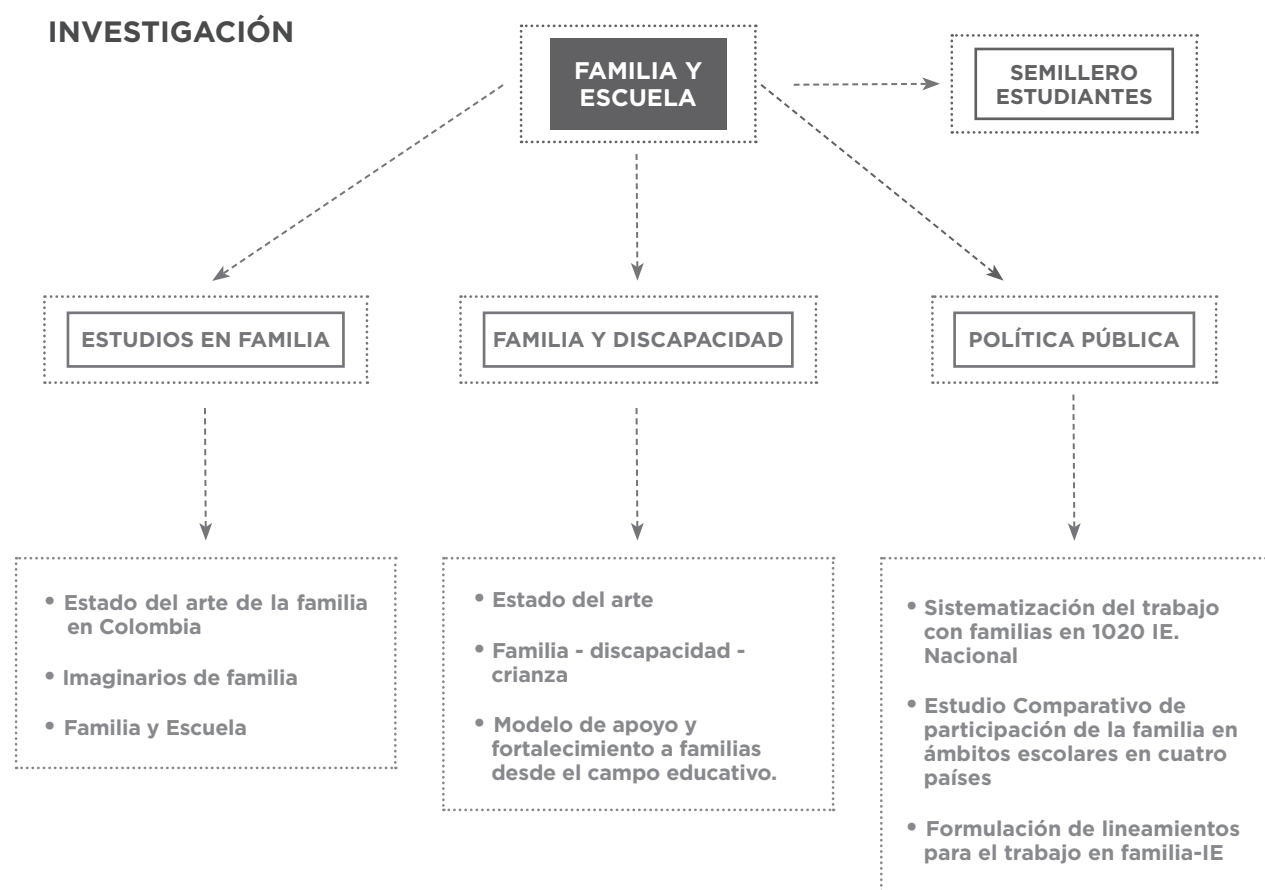 INVESTIGACIÓN
FAMILIA Y
ESCUELA
SEMILLERO
ESTUDIANTES
ESTUDIOS EN FAMILIA
FAMILIA Y DISCAPACIDAD
POLÍTICA PÚBLICA
• Estado del arte de la familia
en Colombia
• Imaginarios de familia
• Familia y Escuela
• Estado del arte
• Familia - discapacidad -
crianza
• Modelo de apoyo y
fortalecimiento a familias
desde el campo educativo.
• Sistematización del trabajo
con familias en 1020 IE.
Nacional
• Estudio Comparativo de
participación de la familia en
ámbitos escolares en cuatro
países
• Formulación de lineamientos
para el trabajo en familia-IE